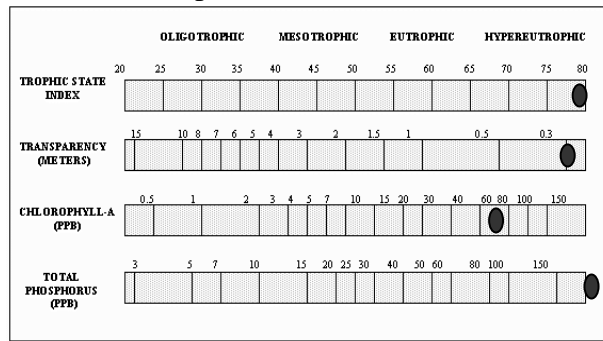 OLIGOTROPHIC MESOTROPHIC EUTROPHIC HYPEREUTROPHIC
20 25 30 35 40 45 50 55 60 65 70 75 80
TROPHIC STATE
INDEX
15 10 8 7 6 5 4 3 2 1.5 1 0.5 0.3
TRANSPARENCY
(METERS)
0.5 1 2 3 4 5 7 10 15 20 30 40 60 80 100 150
CHLOROPHYLL-A
(PPB)
3 5 7 10 15 20 25 30 40 50 60 80 100 150
TOTAL
PHOSPHORUS
(PPB)